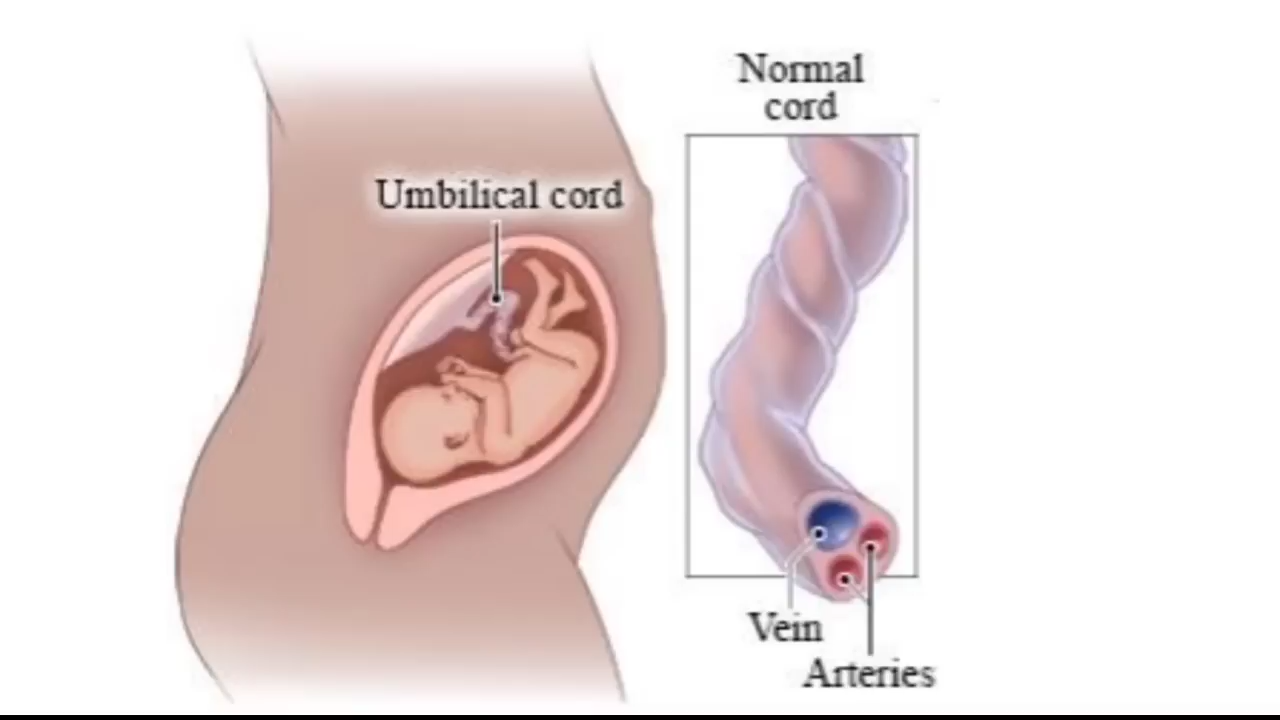 Normal
cord
Umbilical cord
Vein
Arteries